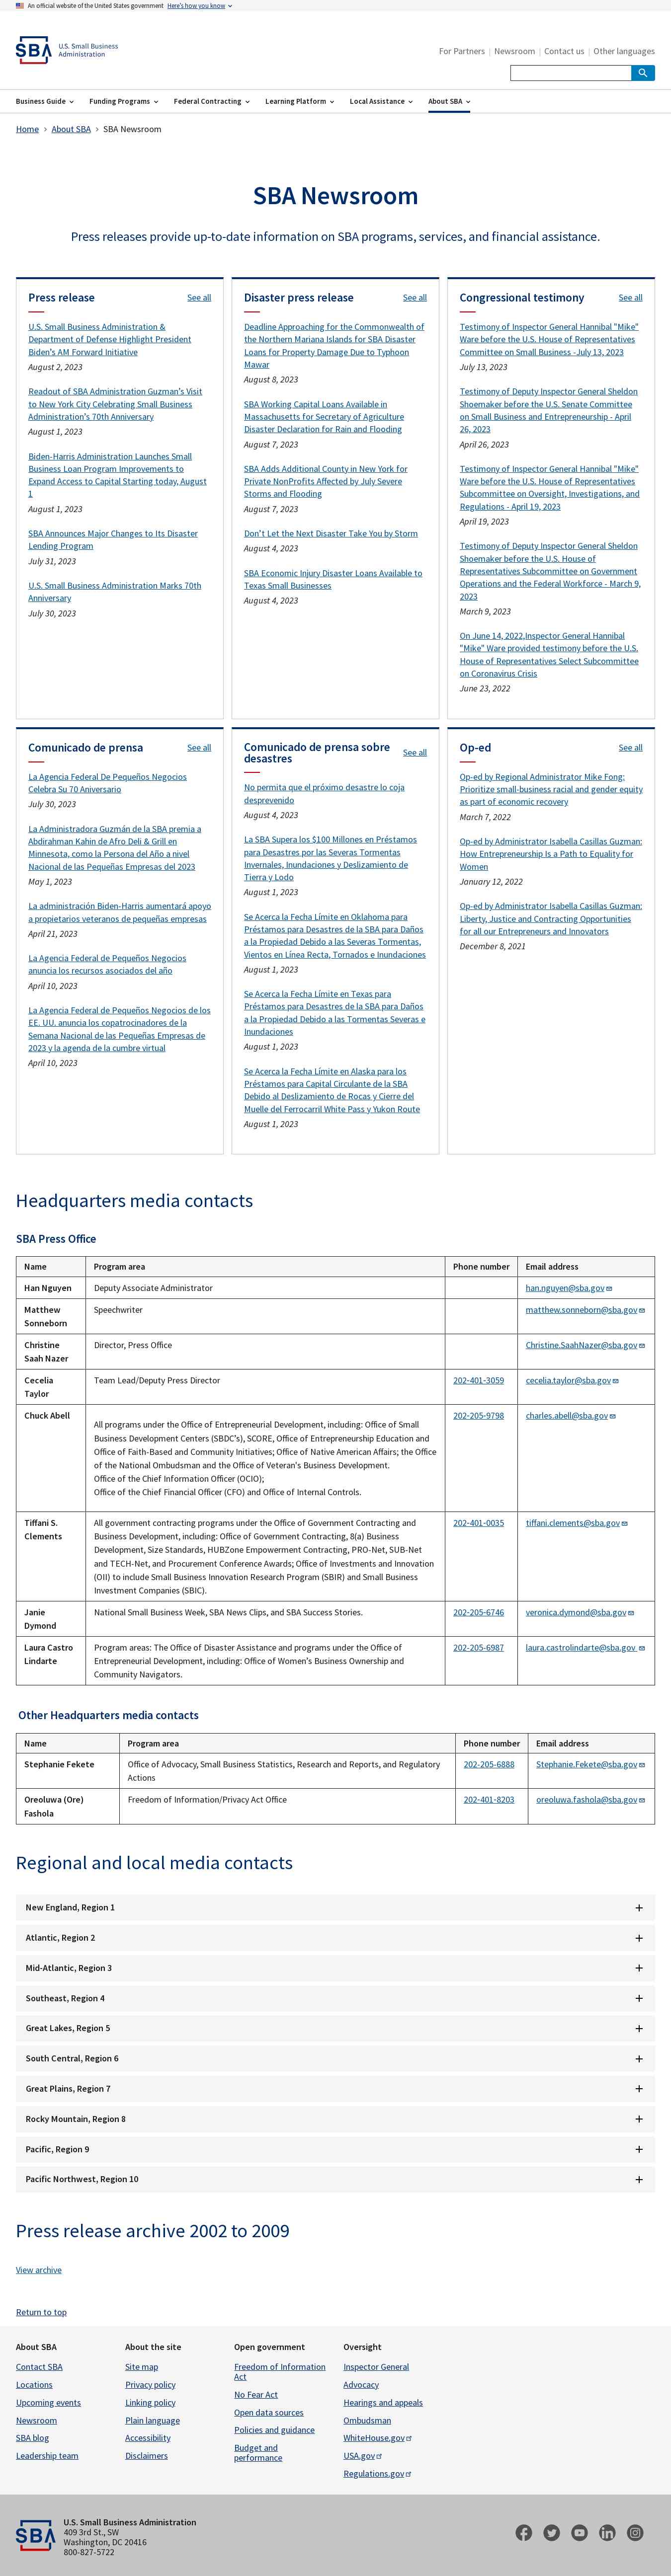 An official website of the United States government Here's how you know
SBA U.S. Small Business
Administration
For Partners | Newsroom | Contact us | Other languages
Business Guide Funding Programs Federal Contracting Learning Platform Local Assistance About SBA
Home > About SBA > SBA Newsroom
SBA Newsroom
Press releases provide up-to-date information on SBA programs, services, and financial assistance.
Press release See all
U.S. Small Business Administration &
Department of Defense Highlight President
Biden's AM Forward Initiative
August 2, 2023
Readout of SBA Administration Guzman's Visit
to New York City Celebrating Small Business
Administration's 70th Anniversary
August 1, 2023
Biden-Harris Administration Launches Small
Business Loan Program Improvements to
Expand Access to Capital Starting today, August
1
August 1, 2023
SBA Announces Major Changes to Its Disaster
Lending Program
July 31, 2023
U.S. Small Business Administration Marks 70th
Anniversary
July 30, 2023
Disaster press release See all
Deadline Approaching for the Commonwealth of
the Northern Mariana Islands for SBA Disaster
Loans for Property Damage Due to Typhoon
Mawar
August 8, 2023
SBA Working Capital Loans Available in
Massachusetts for Secretary of Agriculture
Disaster Declaration for Rain and Flooding
August 7, 2023
SBA Adds Additional County in New York for
Private NonProfits Affected by July Severe
Storms and Flooding
August 7, 2023
Don't Let the Next Disaster Take You by Storm
August 4, 2023
SBA Economic Injury Disaster Loans Available to
Texas Small Businesses
August 4, 2023
Congressional testimony See all
Testimony of Inspector General Hannibal "Mike"
Ware before the U.S. House of Representatives
Committee on Small Business -July 13, 2023
July 13, 2023
Testimony of Deputy Inspector General Sheldon
Shoemaker before the U.S. Senate Committee
on Small Business and Entrepreneurship - April
26, 2023
April 26, 2023
Testimony of Inspector General Hannibal "Mike"
Ware before the U.S. House of Representatives
Subcommittee on Oversight, Investigations, and
Regulations - April 19, 2023
April 19, 2023
Testimony of Deputy Inspector General Sheldon
Shoemaker before the U.S. House of
Representatives Subcommittee on Government
Operations and the Federal Workforce - March 9,
2023
March 9, 2023
On June 14, 2022,Inspector General Hannibal
"Mike" Ware provided testimony before the U.S.
House of Representatives Select Subcommittee
on Coronavirus Crisis
June 23, 2022
Comunicado de prensa See all
La Agencia Federal De Pequeños Negocios
Celebra Su 70 Aniversario
July 30, 2023
La Administradora Guzmán de la SBA premia a
Abdirahman Kahin de Afro Deli & Grill en
Minnesota, como la Persona del Año a nivel
Nacional de las Pequeñas Empresas del 2023
May 1, 2023
La administración Biden-Harris aumentará apoyo
a propietarios veteranos de pequeñas empresas
April 21, 2023
La Agencia Federal de Pequeños Negocios
anuncia los recursos asociados del año
April 10, 2023
La Agencia Federal de Pequeños Negocios de los
EE. UU. anuncia los copatrocinadores de la
Semana Nacional de las Pequeñas Empresas de
2023 y la agenda de la cumbre virtual
April 10, 2023
Comunicado de prensa sobre
desastres See all
No permita que el próximo desastre lo coja
desprevenido
August 4, 2023
La SBA Supera los $100 Millones en Préstamos
para Desastres por las Severas Tormentas
Invernales, Inundaciones y Deslizamiento de
Tierra y Lodo
August 1, 2023
Se Acerca la Fecha Límite en Oklahoma para
Préstamos para Desastres de la SBA para Daños
a la Propiedad Debido a las Severas Tormentas,
Vientos en Línea Recta, Tornados e Inundaciones
August 1, 2023
Se Acerca la Fecha Límite en Texas para
Préstamos para Desastres de la SBA para Daños
a la Propiedad Debido a las Tormentas Severas e
Inundaciones
August 1, 2023
Se Acerca la Fecha Límite en Alaska para los
Préstamos para Capital Circulante de la SBA
Debido al Deslizamiento de Rocas y Cierre del
Muelle del Ferrocarril White Pass y Yukon Route
August 1, 2023
Op-ed See all
Op-ed by Regional Administrator Mike Fong:
Prioritize small-business racial and gender equity
as part of economic recovery
March 7, 2022
Op-ed by Administrator Isabella Casillas Guzman:
How Entrepreneurship Is a Path to Equality for
Women
January 12, 2022
Op-ed by Administrator Isabella Casillas Guzman:
Liberty, Justice and Contracting Opportunities
for all our Entrepreneurs and Innovators
December 8, 2021
Headquarters media contacts
SBA Press Office
Name Program area Phone number Email address
Han Nguyen Deputy Associate Administrator han.nguyen@sba.gov
Matthew
Sonneborn Speechwriter matthew.sonneborn@sba.gov
Christine
Saah Nazer Director, Press Office Christine.SaahNazer@sba.gov
Cecelia
Taylor Team Lead/Deputy Press Director 202-401-3059 cecelia.taylor@sba.gov
Chuck Abell 202-205-9798 charles.abell@sba.gov
All programs under the Office of Entrepreneurial Development, including: Office of Small
Business Development Centers (SBDC's), SCORE, Office of Entrepreneurship Education and
Office of Faith-Based and Community Initiatives; Office of Native American Affairs; the Office
of the National Ombudsman and the Office of Veteran's Business Development.
Office of the Chief Information Officer (OCIO);
Office of the Chief Financial Officer (CFO) and Office of Internal Controls.
Tiffani S.
Clements
All government contracting programs under the Office of Government Contracting and
Business Development, including: Office of Government Contracting, 8(a) Business
Development, Size Standards, HUBZone Empowerment Contracting, PRO-Net, SUB-Net
and TECH-Net, and Procurement Conference Awards; Office of Investments and Innovation
(OII) to include Small Business Innovation Research Program (SBIR) and Small Business
Investment Companies (SBIC).
202-401-0035 tiffani.clements@sba.gov
Janie
Dymond National Small Business Week, SBA News Clips, and SBA Success Stories. 202-205-6746 veronica.dymond@sba.gov
Laura Castro
Lindarte
Program areas: The Office of Disaster Assistance and programs under the Office of
Entrepreneurial Development, including: Office of Women's Business Ownership and
Community Navigators.
202-205-6987 laura.castrolindarte@sba.gov
Other Headquarters media contacts
Name Program area Phone number Email address
Stephanie Fekete Office of Advocacy, Small Business Statistics, Research and Reports, and Regulatory
Actions 202-205-6888 Stephanie.Fekete@sba.gov
Oreoluwa (Ore)
Fashola Freedom of Information/Privacy Act Office 202-401-8203 oreoluwa.fashola@sba.gov
Regional and local media contacts
New England, Region 1
Atlantic, Region 2
Mid-Atlantic, Region 3
Southeast, Region 4
Great Lakes, Region 5
South Central, Region 6
Great Plains, Region 7
Rocky Mountain, Region 8
Pacific, Region 9
Pacific Northwest, Region 10
Press release archive 2002 to 2009
View archive
Return to top
About SBA
Contact SBA
Locations
Upcoming events
Newsroom
SBA blog
Leadership team
About the site
Site map
Privacy policy
Linking policy
Plain language
Accessibility
Disclaimers
Open government
Freedom of Information
Act
No Fear Act
Open data sources
Policies and guidance
Budget and
performance
Oversight
Inspector General
Advocacy
Hearings and appeals
Ombudsman
WhiteHouse.gov
USA.gov
Regulations.gov
SBA
U.S. Small Business Administration
409 3rd St., SW
Washington, DC 20416
800-827-5722